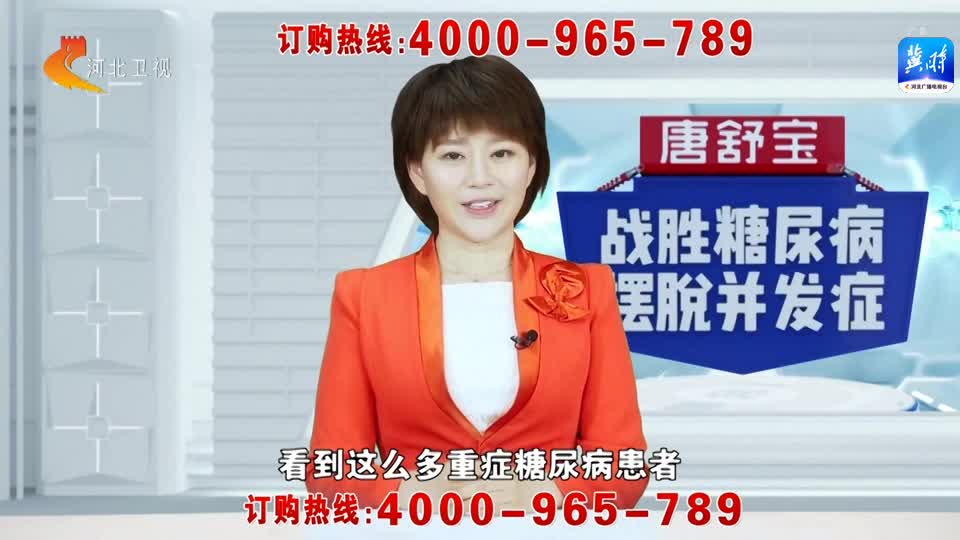 订购热线:4000-965-789
河北卫视
冀时
河北广播电视台
唐舒宝
战胜糖尿病
摆脱并发症
看到这么多重症糖尿病患者
订购热线:4000-965-789